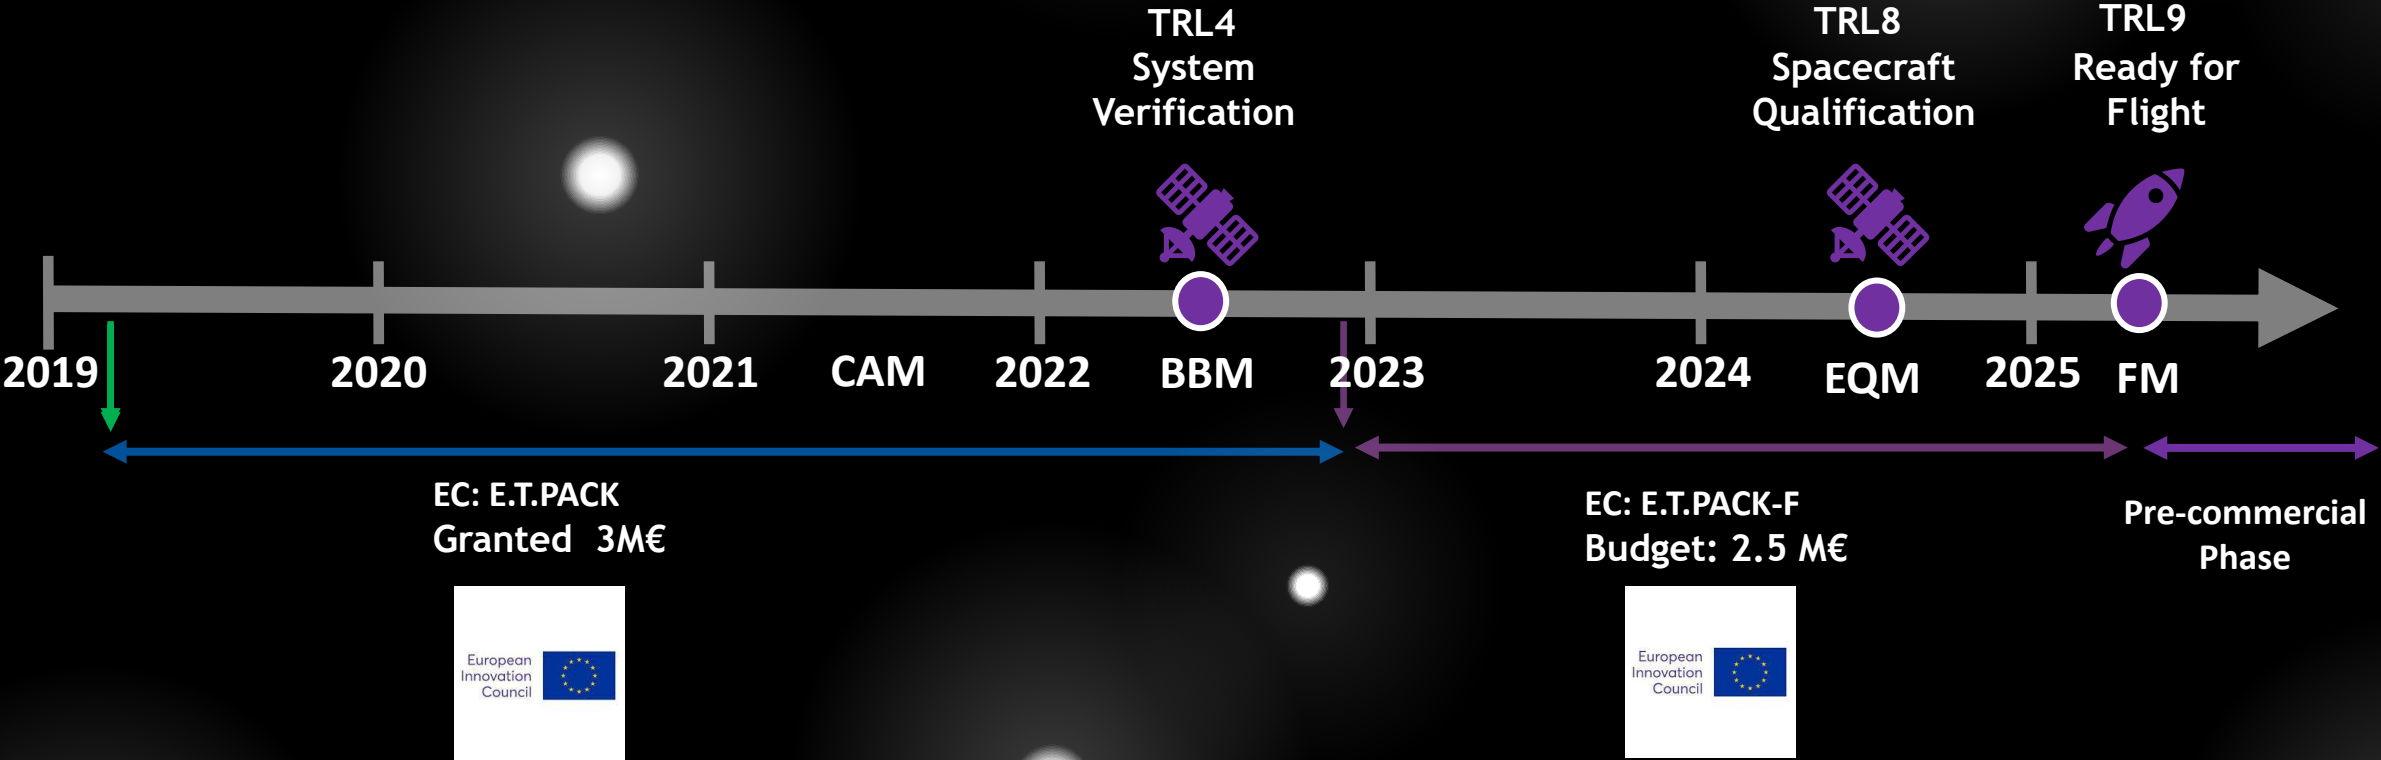 TRL4
System
Verification
TRL8
Spacecraft
Qualification
TRL9
Ready for
Flight
2019
2020
2021
CAM
2022
BBM
2023
2024
EQM
2025
FM
EC: E.T.PACK
Granted 3M€
EC: E.T.PACK-F
Budget: 2.5 M€
Pre-commercial
Phase
European
Innovation
Council
European
Innovation
Council